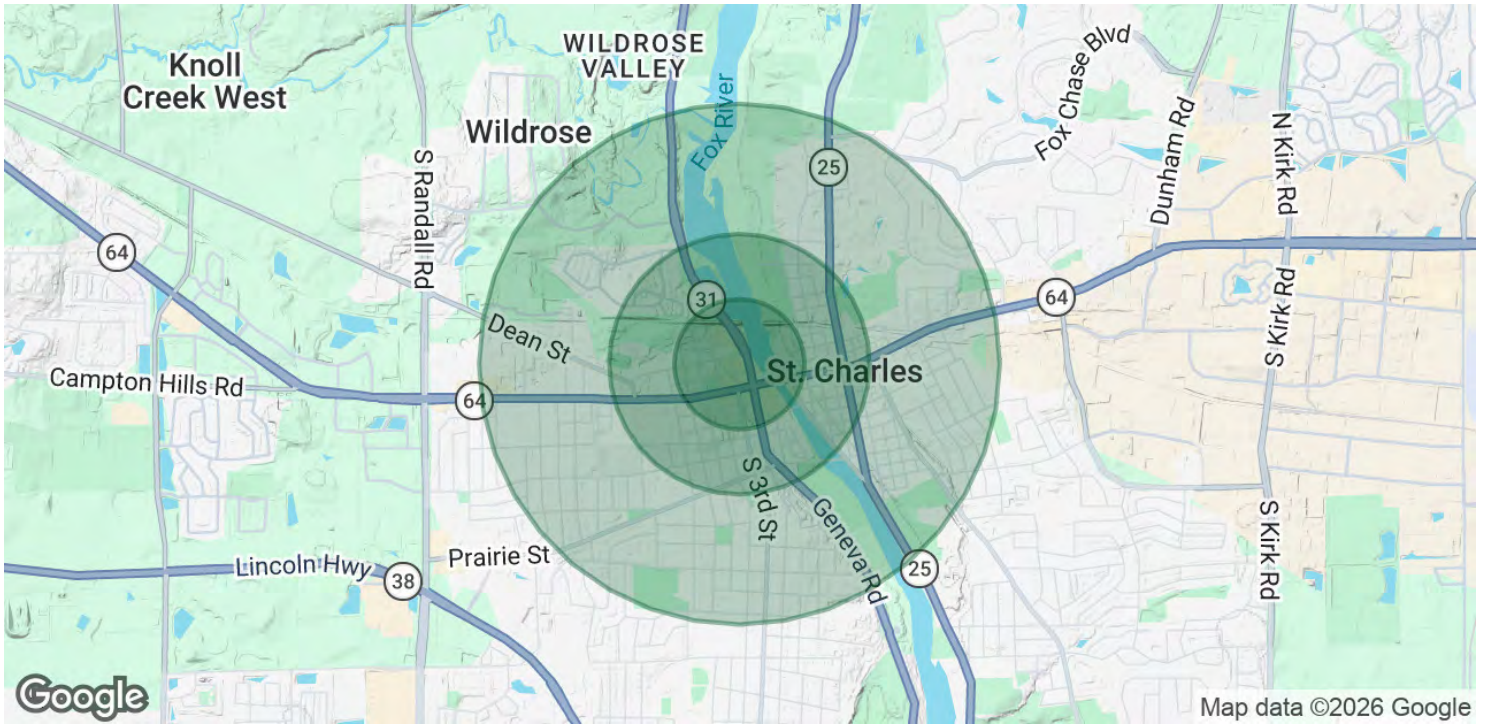 WILDROSE
VALLEY
Knoll
Creek West
Fox Chase Blvd
Wildrose
Fox River
Dunham Rd
N Kirk Rd
25
S Randall Rd
64
64
31
S Kirk Rd
Dean St
St. Charles
Campton Hills Rd
64
S 3rd St
Geneva Rd
Prairie St
Lincoln Hwy
38
25
S Kirk Rd
Google
Map data ©2026 Google